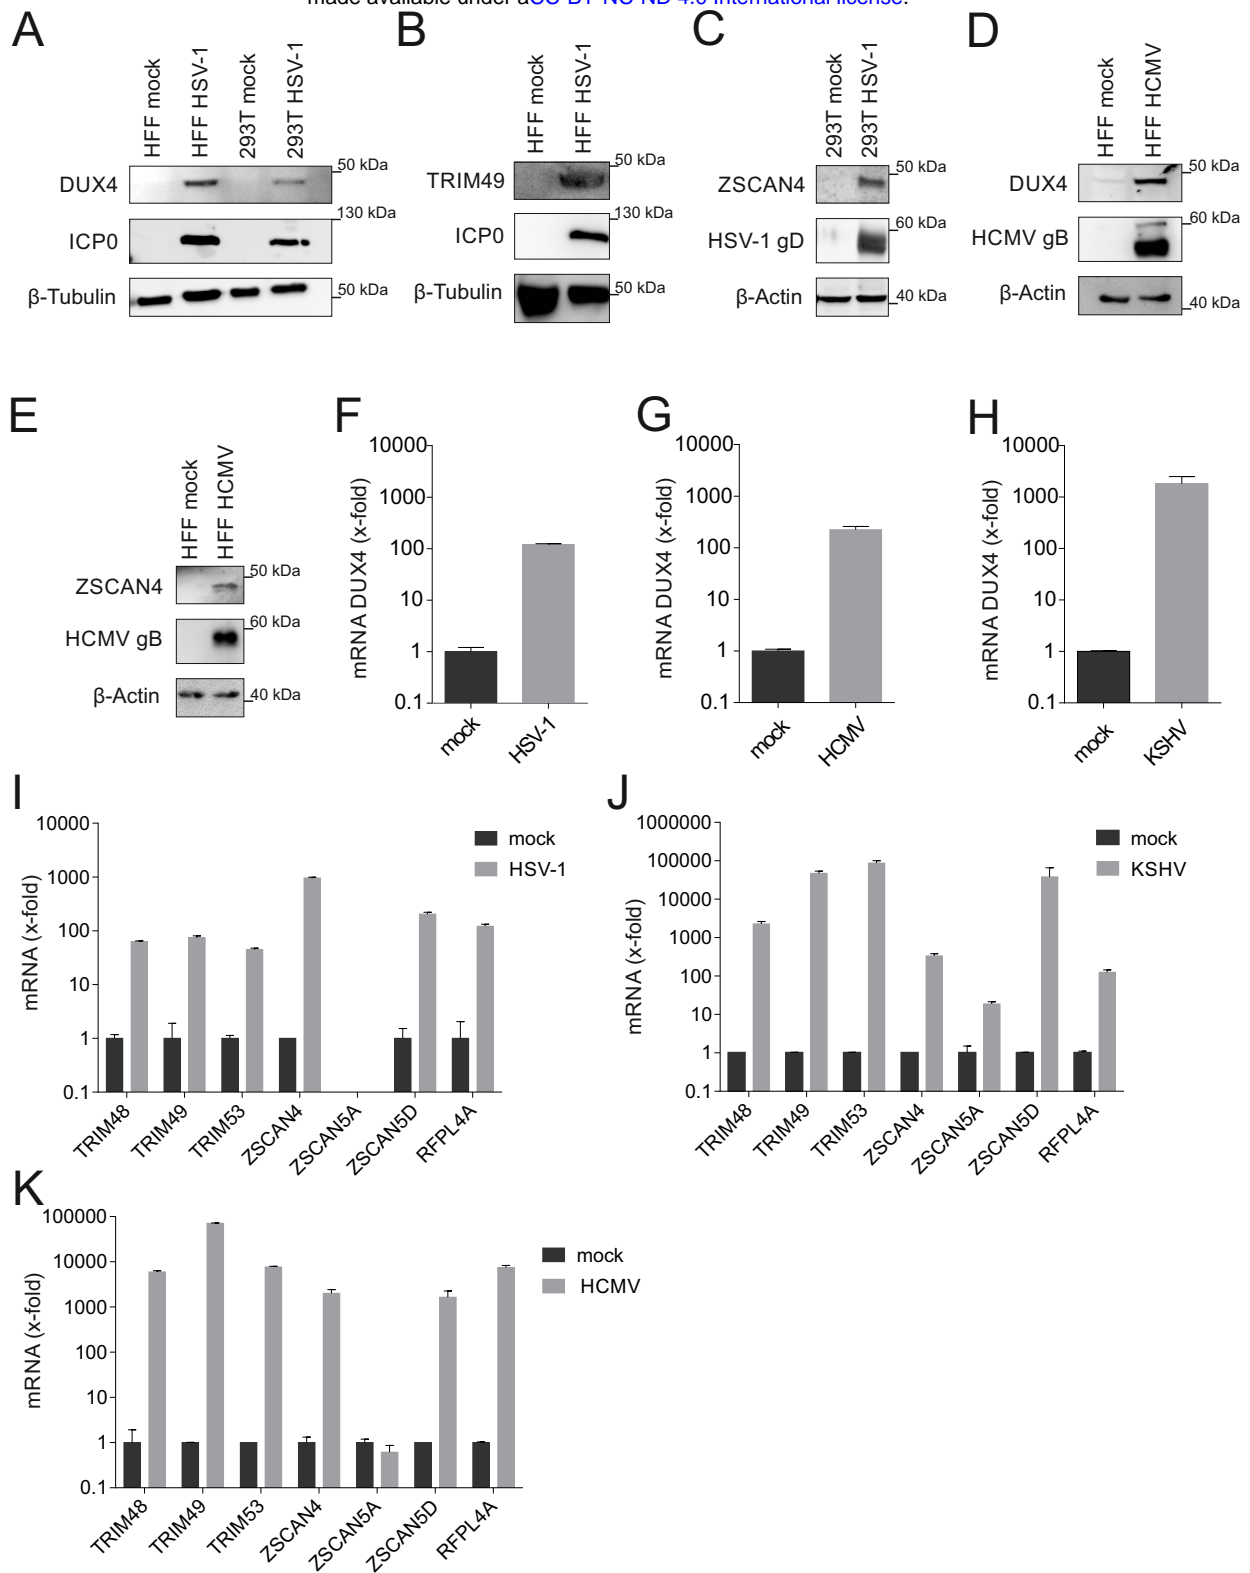 made available under aCC-BY-NC-ND 4.0 International license.
A
B
C
D
HFF mock
HFF HSV-1
293T mock
293T HSV-1
DUX4
50 kDa
ICP0
130 kDa
β-Tubulin
50 kDa
HFF mock
HFF HSV-1
TRIM49
50 kDa
ICP0
130 kDa
β-Tubulin
50 kDa
293T mock
293T HSV-1
ZSCAN4
50 kDa
HSV-1 gD
60 kDa
β-Actin
40 kDa
HFF mock
HFF HCMV
DUX4
50 kDa
HCMV gB
60 kDa
β-Actin
40 kDa
E
HFF mock
HFF HCMV
ZSCAN4
50 kDa
HCMV gB
60 kDa
β-Actin
40 kDa
F
mRNA DUX4 (x-fold)
10000
1000
100
10
1
0.1
mock
HSV-1
G
mRNA DUX4 (x-fold)
10000
1000
100
10
1
0.1
mock
HCMV
H
mRNA DUX4 (x-fold)
10000
1000
100
10
1
0.1
mock
KSHV
I
mRNA (x-fold)
10000
1000
100
10
1
0.1
mock
HSV-1
TRIM48
TRIM49
TRIM53
ZSCAN4
ZSCAN5A
ZSCAN5D
RFPL4A
J
mRNA (x-fold)
1000000
100000
10000
1000
100
10
1
0.1
mock
KSHV
TRIM48
TRIM49
TRIM53
ZSCAN4
ZSCAN5A
ZSCAN5D
RFPL4A
K
mRNA (x-fold)
100000
10000
1000
100
10
1
0.1
mock
HCMV
TRIM48
TRIM49
TRIM53
ZSCAN4
ZSCAN5A
ZSCAN5D
RFPL4A